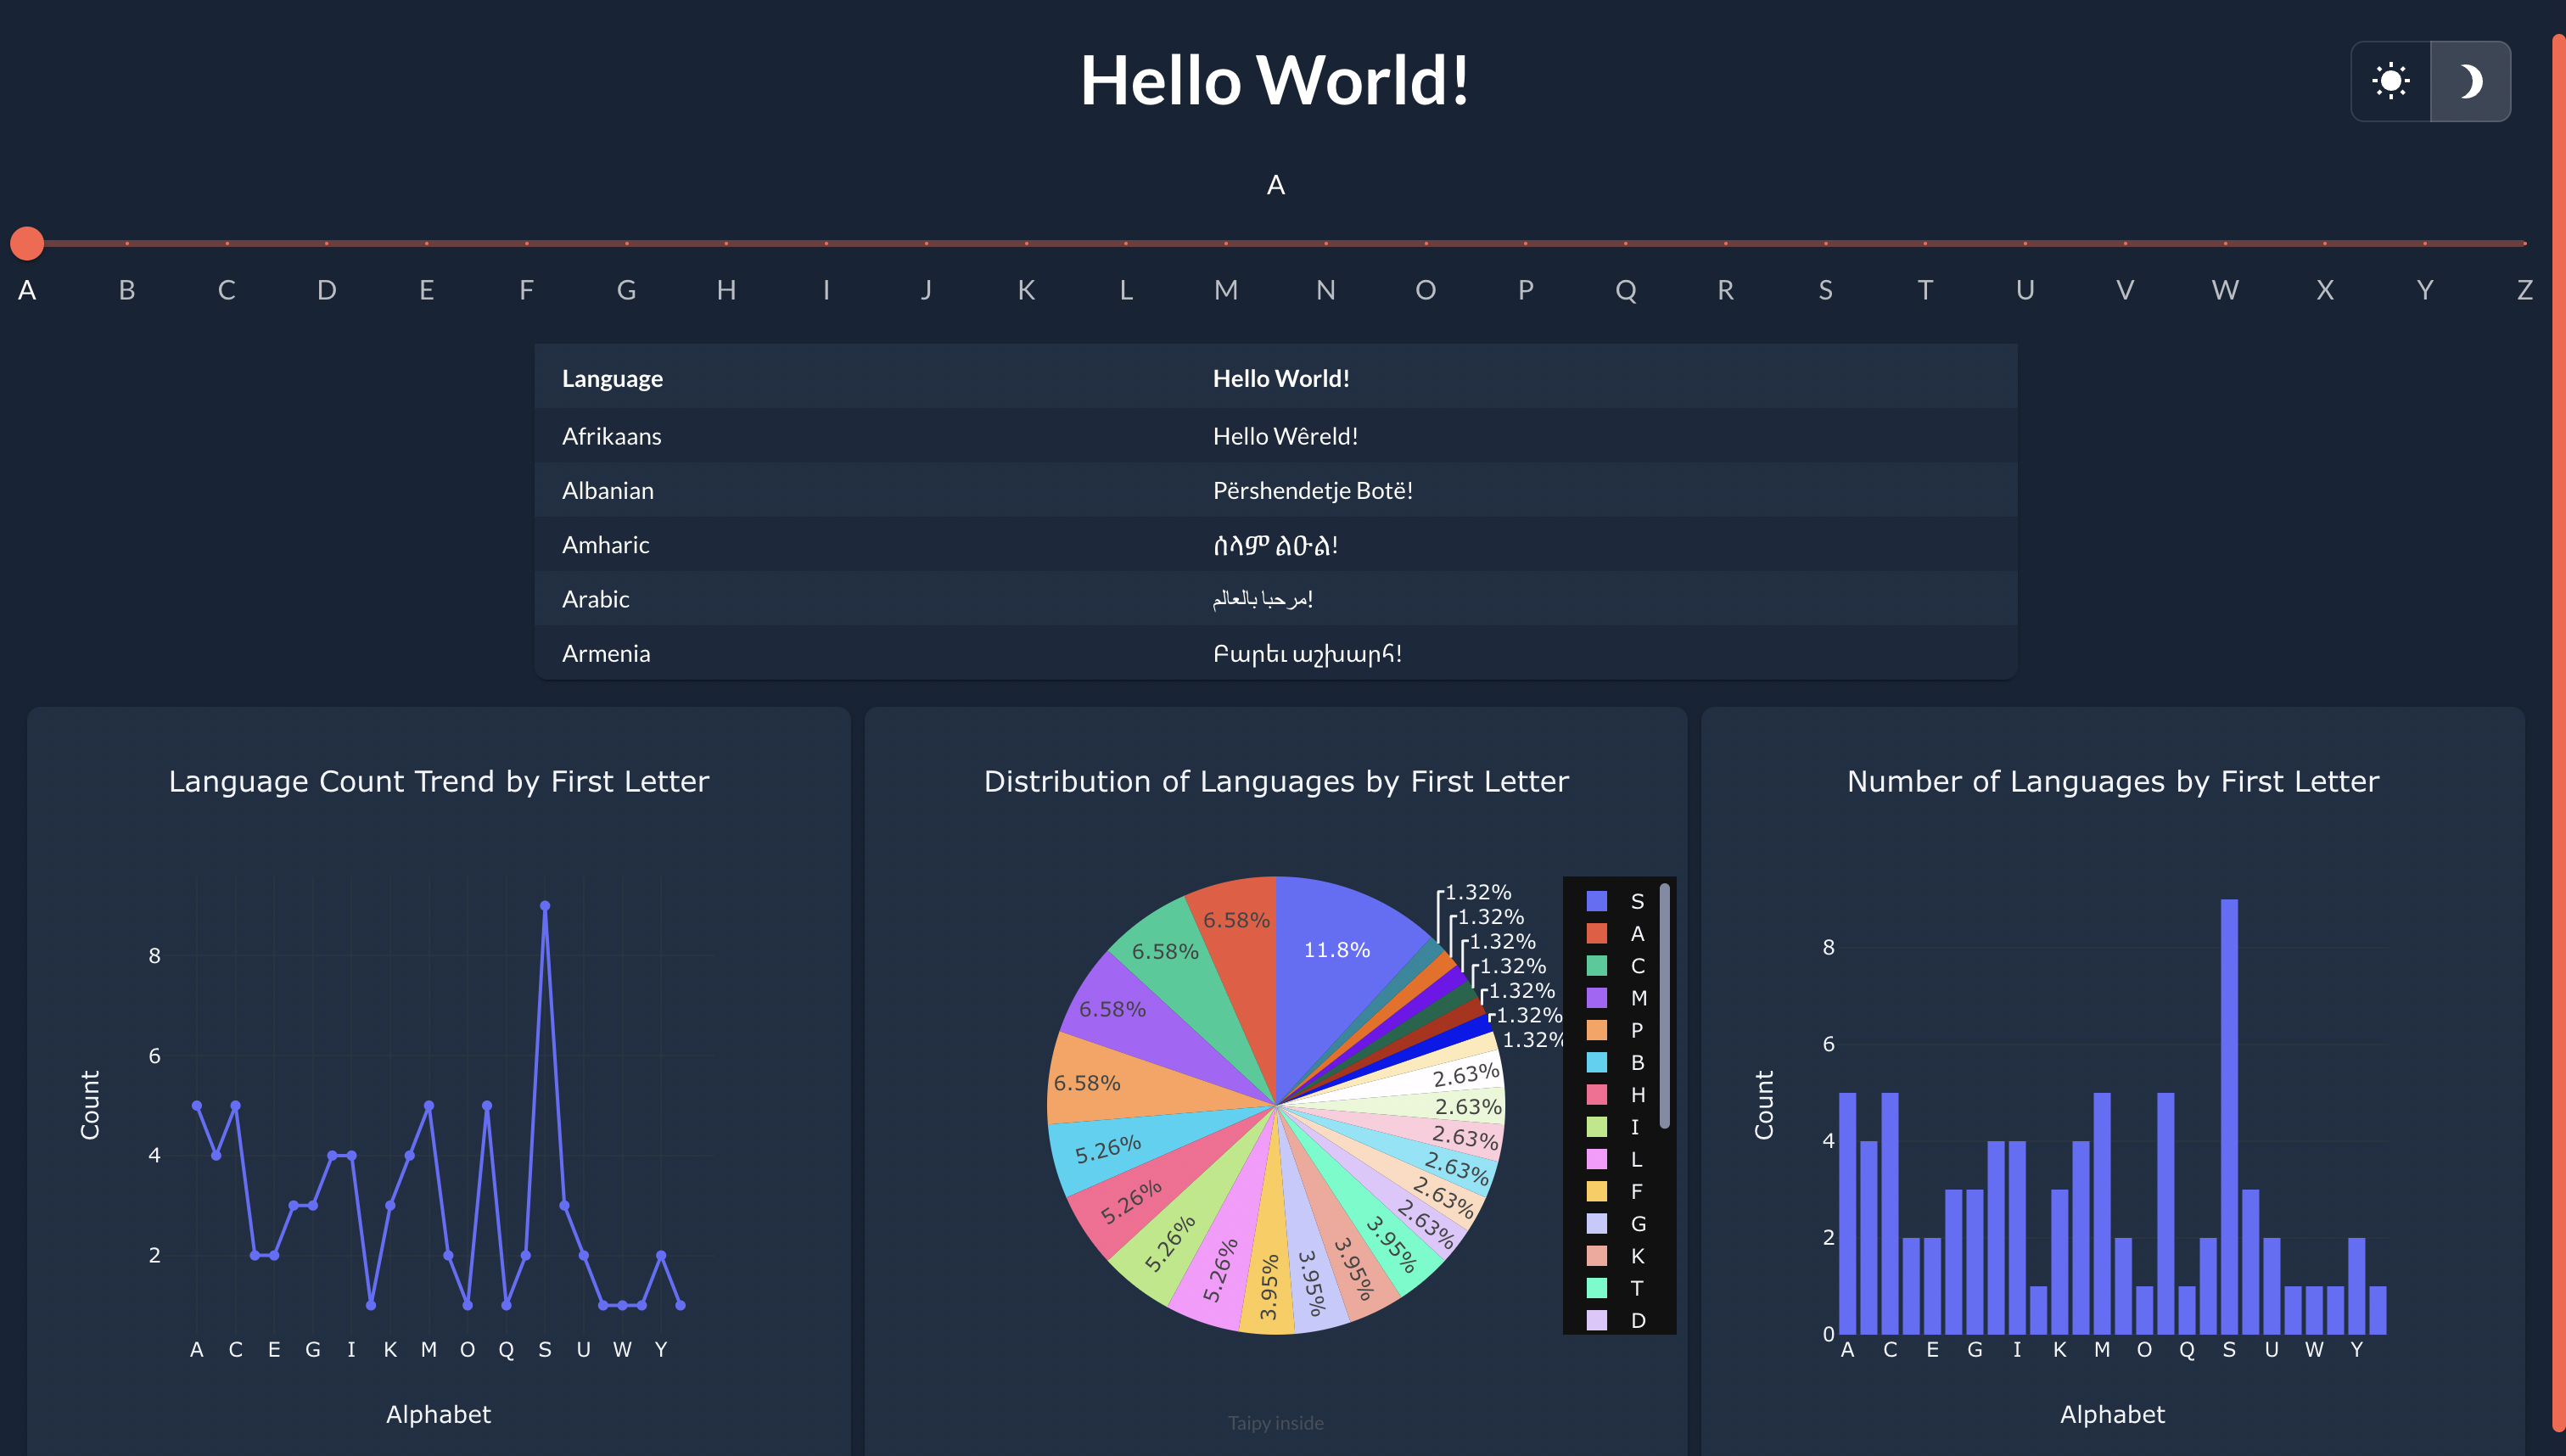 Hello World!
A
A B C D E F G H I J K L M N O P Q R S T U V W X Y Z
Language Hello World!
Afrikaans Hello Wêreld!
Albanian Përshendetje Botë!
Amharic ሰላም ልዑል!
Arabic مرحبا بالعالم!
Armenia Բարեւ աշխարհ!
Language Count Trend by First Letter
Count
8
6
4
2
A C E G I K M O Q S U W Y
Alphabet
Distribution of Languages by First Letter
11.8%
1.32%
1.32%
1.32%
1.32%
1.32%
1.32%
1.32%
2.63%
2.63%
2.63%
2.63%
2.63%
2.63%
3.95%
3.95%
3.95%
3.95%
5.26%
5.26%
5.26%
5.26%
6.58%
6.58%
6.58%
6.58%
S
A
C
M
P
B
H
I
L
F
G
K
T
D
Taipy inside
Number of Languages by First Letter
Count
8
6
4
2
0
A C E G I K M O Q S U W Y
Alphabet